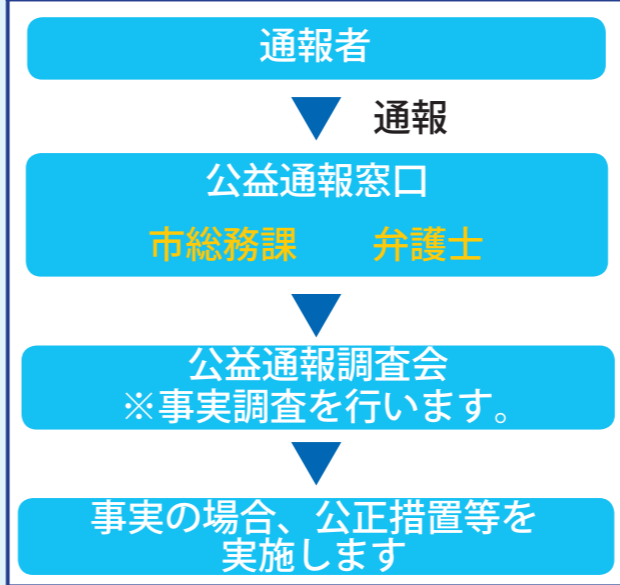 通報者
通報
公益通報窓口
市総務課　　弁護士
公益通報調査会
※事実調査を行います。
事実の場合、公正措置等を
実施します